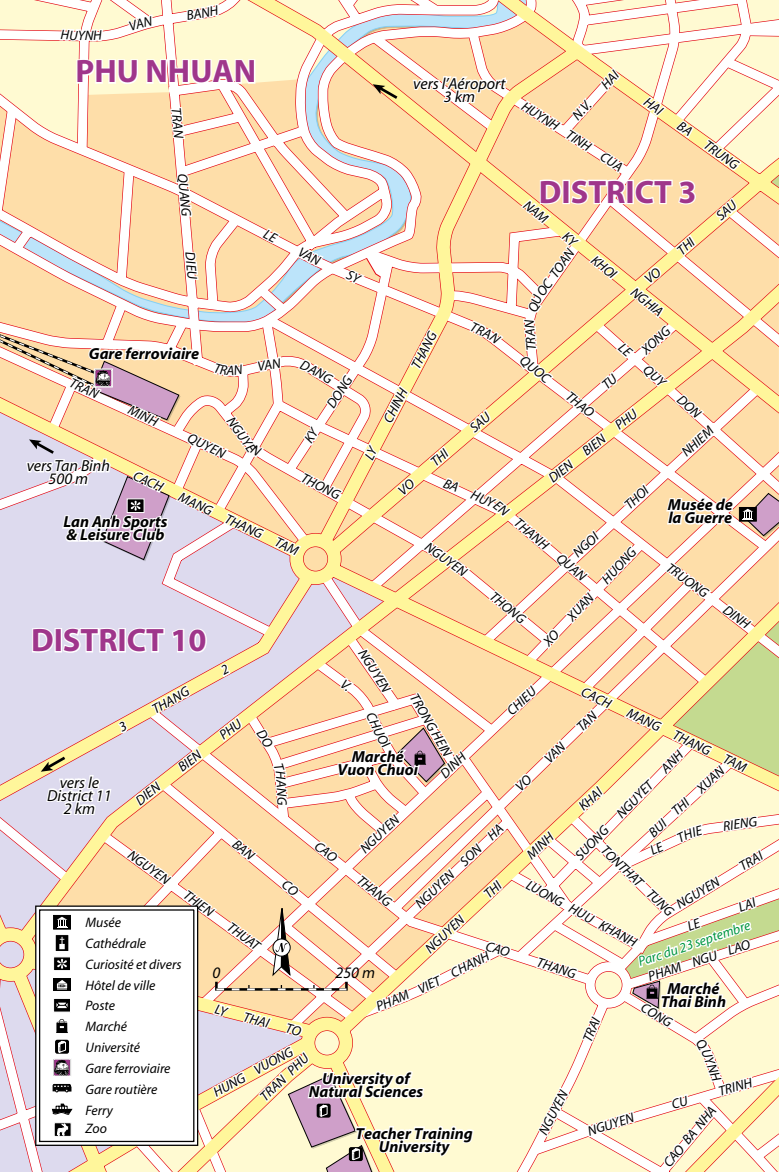 HUYNH VAN BANH
PHU NHUAN
vers l'Aéroport
3 km
N.V. HAI
HAI BA TRUNG
HUYNH TINH CUA
TRAN QUANG DIEU
DISTRICT 3
NAM KY KHOI NGHIA
VO THI SAU
LE VAN SY
TRAN QUOC TOAN
Gare ferroviaire
TRAN VAN DANG
LY CHINH THANG
TRAN QUOC THAO
LE QUY DON
TU XONG
TRAN MINH QUYEN
NGUYEN THONG
KY DONG
VO THI SAU
DIEN BIEN PHU
NHIEM
THOI
NGOI
vers Tan Binh
500 m
CACH MANG THANG TAM
Lan Anh Sports
& Leisure Club
BA HUYEN THANH QUAN
Musée de
la Guerre
NGUYEN THONG
XO XUAN HUONG
TRUONG DINH
DISTRICT 10
3 THANG 2
NGUYEN
TRONG HEIN
V. CHUOI
CHIEU
CACH MANG THANG TAM
Marché
Vuon Chuoi
DINH
NGUYEN
DO THANG
DIEN BIEN PHU
VO VAN TAN
vers le
District 11
2 km
NGUYEN THI MINH KHAI
SUONG NGUYET ANH
BUI THI XUAN
LE THIE RIENG
TONTHAT TUNG
NGUYEN TRAI
CAO THANG
BAN CO
NGUYEN THIEN THUAT
NGUYEN SON HA
LUONG HUU KHANH
LE LAI
Parc du 23 septembre
PHAM NGU LAO
CAO THANG
PHAM VIET CHANH
Marché
Thai Binh
CONG QUYNH
NGUYEN TRAI
NGUYEN CU TRINH
CAO BA NHA
LY THAI TO
HUNG VUONG
TRAN PHU
University of
Natural Sciences
Teacher Training
University
N
0 250 m
Musée
Cathédrale
Curiosité et divers
Hôtel de ville
Poste
Marché
Université
Gare ferroviaire
Gare routière
Ferry
Zoo